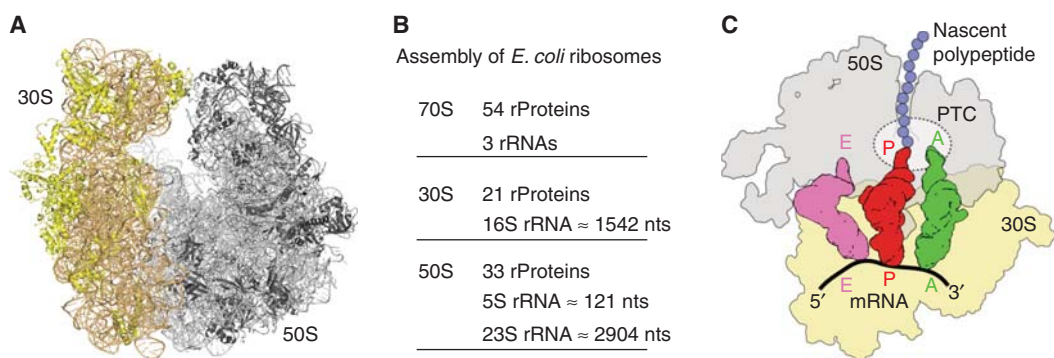 A
30S
50S
B
Assembly of E. coli ribosomes
70S 54 rProteins
3 rRNAs
30S 21 rProteins
16S rRNA ≈ 1542 nts
50S 33 rProteins
5S rRNA ≈ 121 nts
23S rRNA ≈ 2904 nts
C
Nascent
polypeptide
50S
PTC
E P A
30S
E P A
5′ mRNA 3′